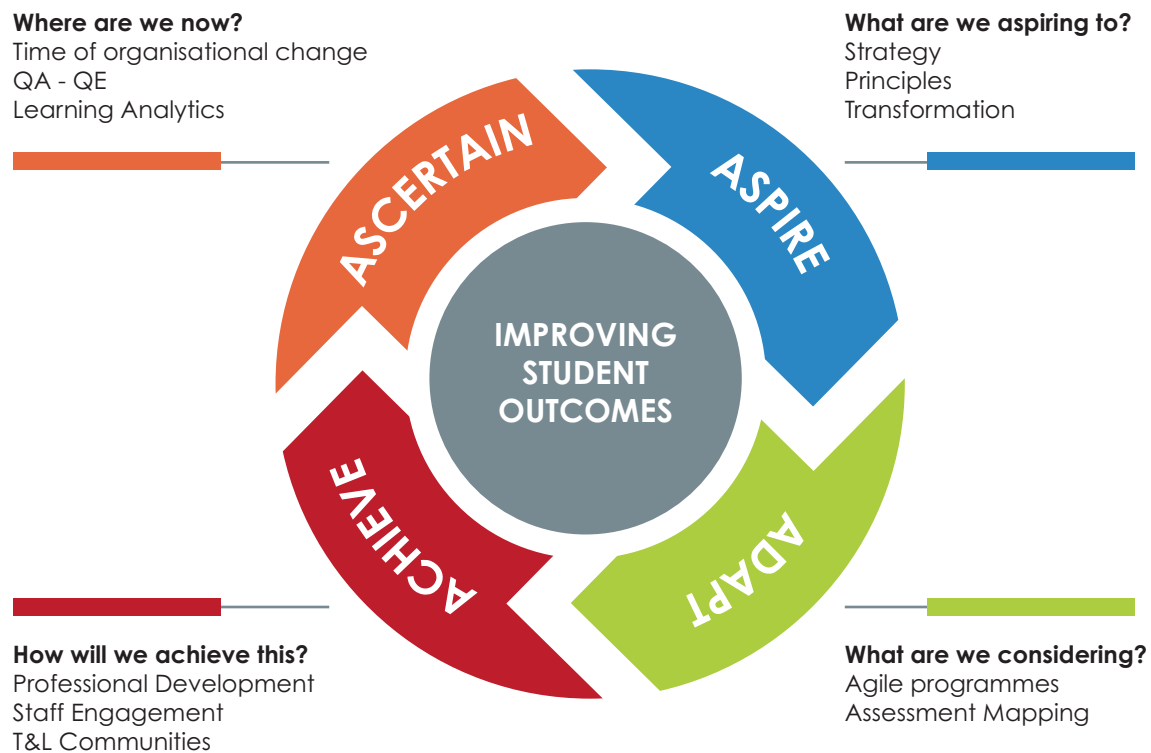 Where are we now?
Time of organisational change
QA - QE
Learning Analytics
What are we aspiring to?
Strategy
Principles
Transformation
ASCERTAIN
ASPIRE
IMPROVING
STUDENT
OUTCOMES
ACHIEVE
ADAPT
How will we achieve this?
Professional Development
Staff Engagement
T&L Communities
What are we considering?
Agile programmes
Assessment Mapping